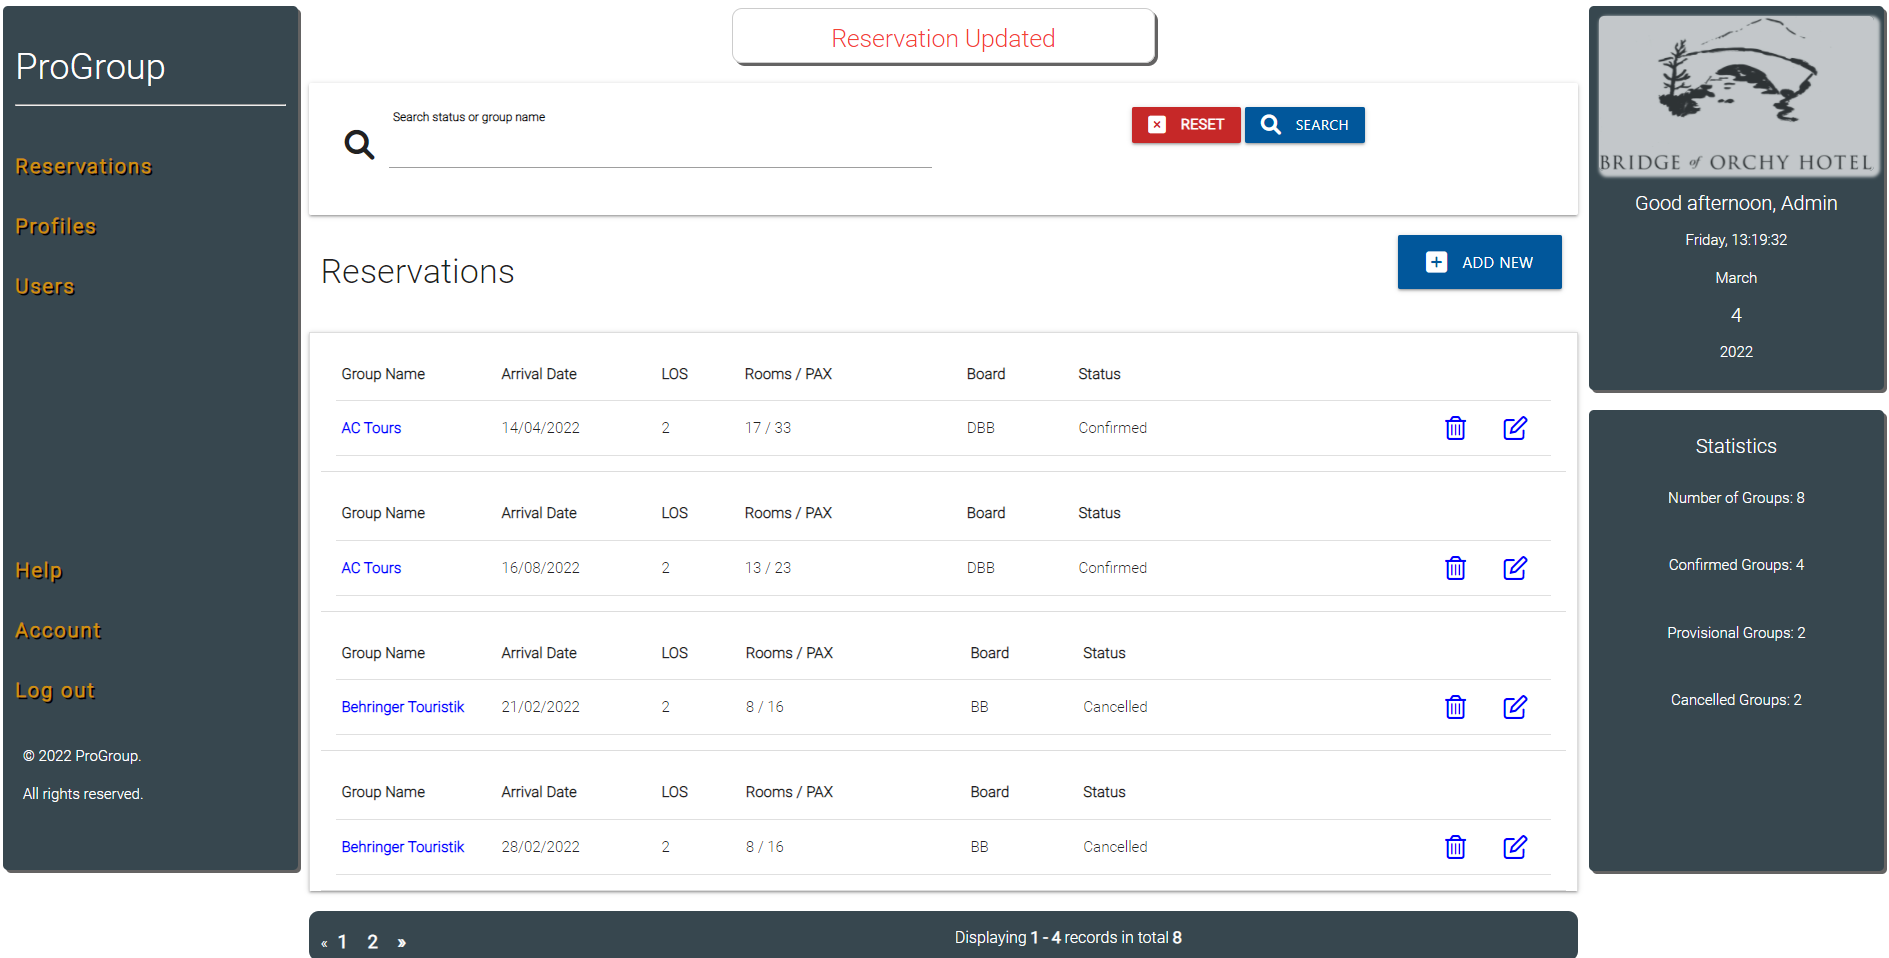 ProGroup
Reservations
Profiles
Users
Help
Account
Log out
© 2022 ProGroup.
All rights reserved.
Reservation Updated
Search status or group name
RESET
SEARCH
Reservations
ADD NEW
Group Name Arrival Date LOS Rooms / PAX Board Status
AC Tours 14/04/2022 2 17 / 33 DBB Confirmed
Group Name Arrival Date LOS Rooms / PAX Board Status
AC Tours 16/08/2022 2 13 / 23 DBB Confirmed
Group Name Arrival Date LOS Rooms / PAX Board Status
Behringer Touristik 21/02/2022 2 8 / 16 BB Cancelled
Group Name Arrival Date LOS Rooms / PAX Board Status
Behringer Touristik 28/02/2022 2 8 / 16 BB Cancelled
« 1 2 »
Displaying 1 - 4 records in total 8
BRIDGE of ORCHY HOTEL
Good afternoon, Admin
Friday, 13:19:32
March
4
2022
Statistics
Number of Groups: 8
Confirmed Groups: 4
Provisional Groups: 2
Cancelled Groups: 2